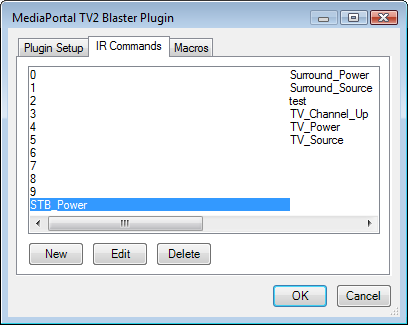 MediaPortal TV2 Blaster Plugin
Plugin Setup IR Commands Macros
0 Surround_Power
1 Surround_Source
2 test
3 TV_Channel_Up
4 TV_Power
5 TV_Source
6
7
8
9
STB_Power
New Edit Delete
OK Cancel